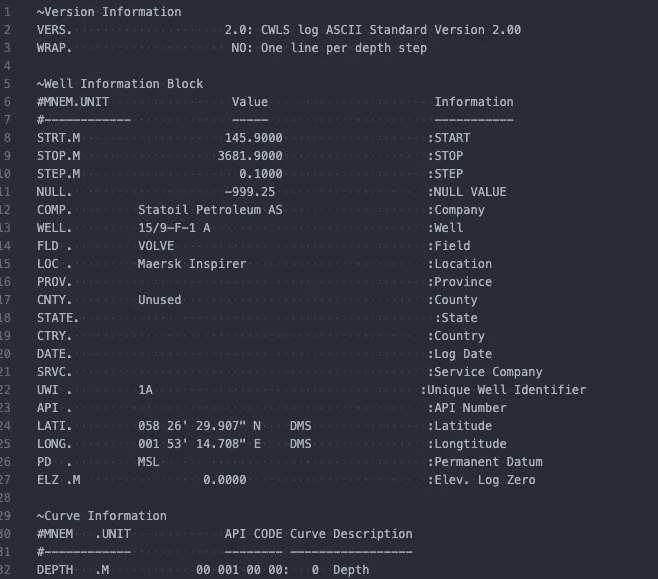 1 ~Version Information
2 VERS. 2.0: CWLS log ASCII Standard Version 2.00
3 WRAP. NO: One line per depth step
4
5 ~Well Information Block
6 #MNEM.UNIT Value Information
7 #------------ ----- -----------
8 STRT.M 145.9000 :START
9 STOP.M 3681.9000 :STOP
10 STEP.M 0.1000 :STEP
11 NULL. -999.25 :NULL VALUE
12 COMP. Statoil Petroleum AS :Company
13 WELL. 15/9-F-1 A :Well
14 FLD . VOLVE :Field
15 LOC . Maersk Inspirer :Location
16 PROV. :Province
17 CNTY. Unused :County
18 STATE. :State
19 CTRY. :Country
20 DATE. :Log Date
21 SRVC. :Service Company
22 UWI . 1A :Unique Well Identifier
23 API . :API Number
24 LATI. 058 26' 29.907" N DMS :Latitude
25 LONG. 001 53' 14.708" E DMS :Longtitude
26 PD . MSL :Permanent Datum
27 ELZ .M 0.0000 :Elev. Log Zero
28
29 ~Curve Information
30 #MNEM .UNIT API CODE Curve Description
31 #------------ -------- -----------------
32 DEPTH .M 00 001 00 00: 0 Depth